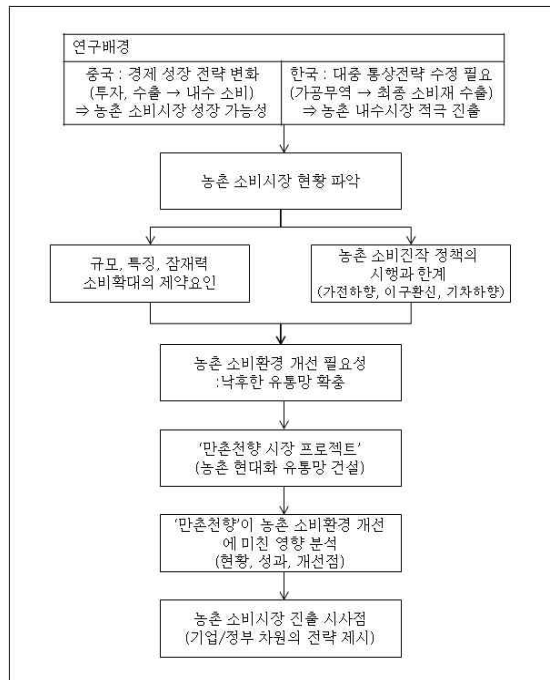 연구배경
중국 : 경제 성장 전략 변화
(투자, 수출 → 내수 소비)
⇒ 농촌 소비시장 성장 가능성
한국 : 대중 통상전략 수정 필요
(가공무역 → 최종 소비재 수출)
⇒ 농촌 내수시장 적극 진출
농촌 소비시장 현황 파악
규모, 특징, 잠재력
소비확대의 제약요인
농촌 소비진작 정책의
시행과 한계
(가전하향, 이구환신, 기차하향)
농촌 소비환경 개선 필요성
:낙후한 유통망 확충
‘만촌천향 시장 프로젝트’
(농촌 현대화 유통망 건설)
‘만촌천향’이 농촌 소비환경 개선
에 미친 영향 분석
(현황, 성과, 개선점)
농촌 소비시장 진출 시사점
(기업/정부 차원의 전략 제시)